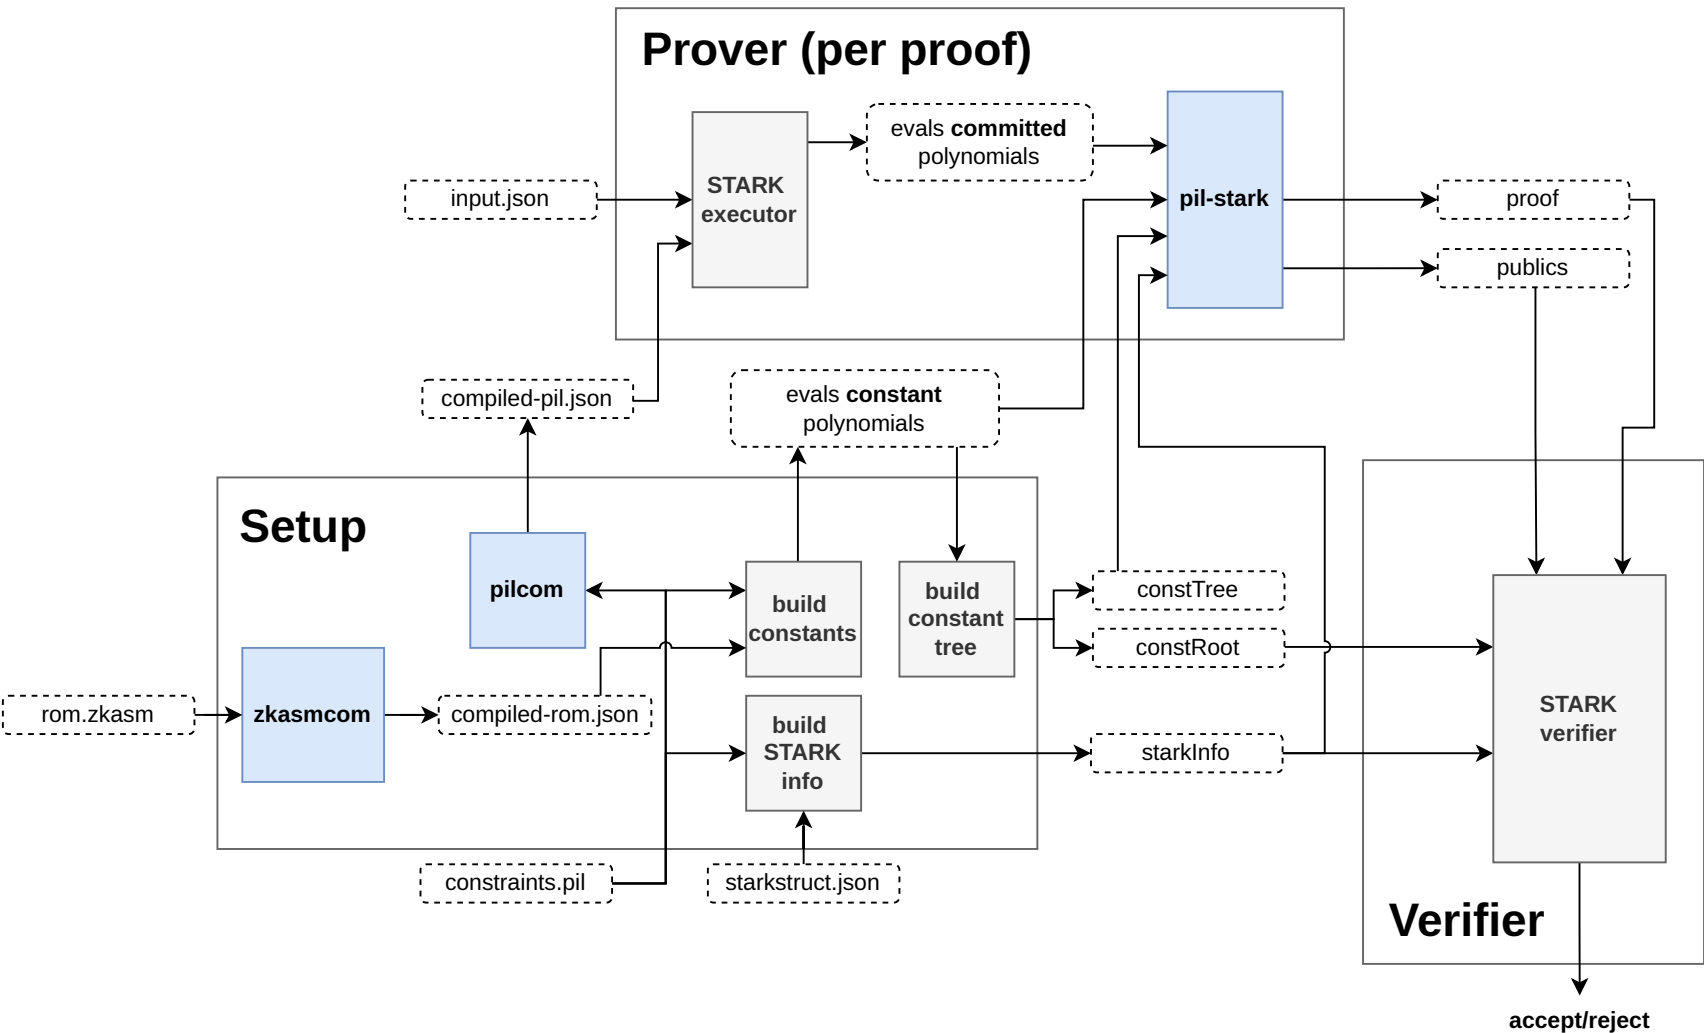 Prover (per proof)
evals committed
polynomials
STARK
executor
input.json
pil-stark
proof
publics
compiled-pil.json
evals constant
polynomials
Setup
pilcom
build
constants
build
constant
tree
constTree
constRoot
rom.zkasm
zkasmcom
compiled-rom.json
build
STARK
info
starkInfo
STARK
verifier
constraints.pil
starkstruct.json
Verifier
accept/reject